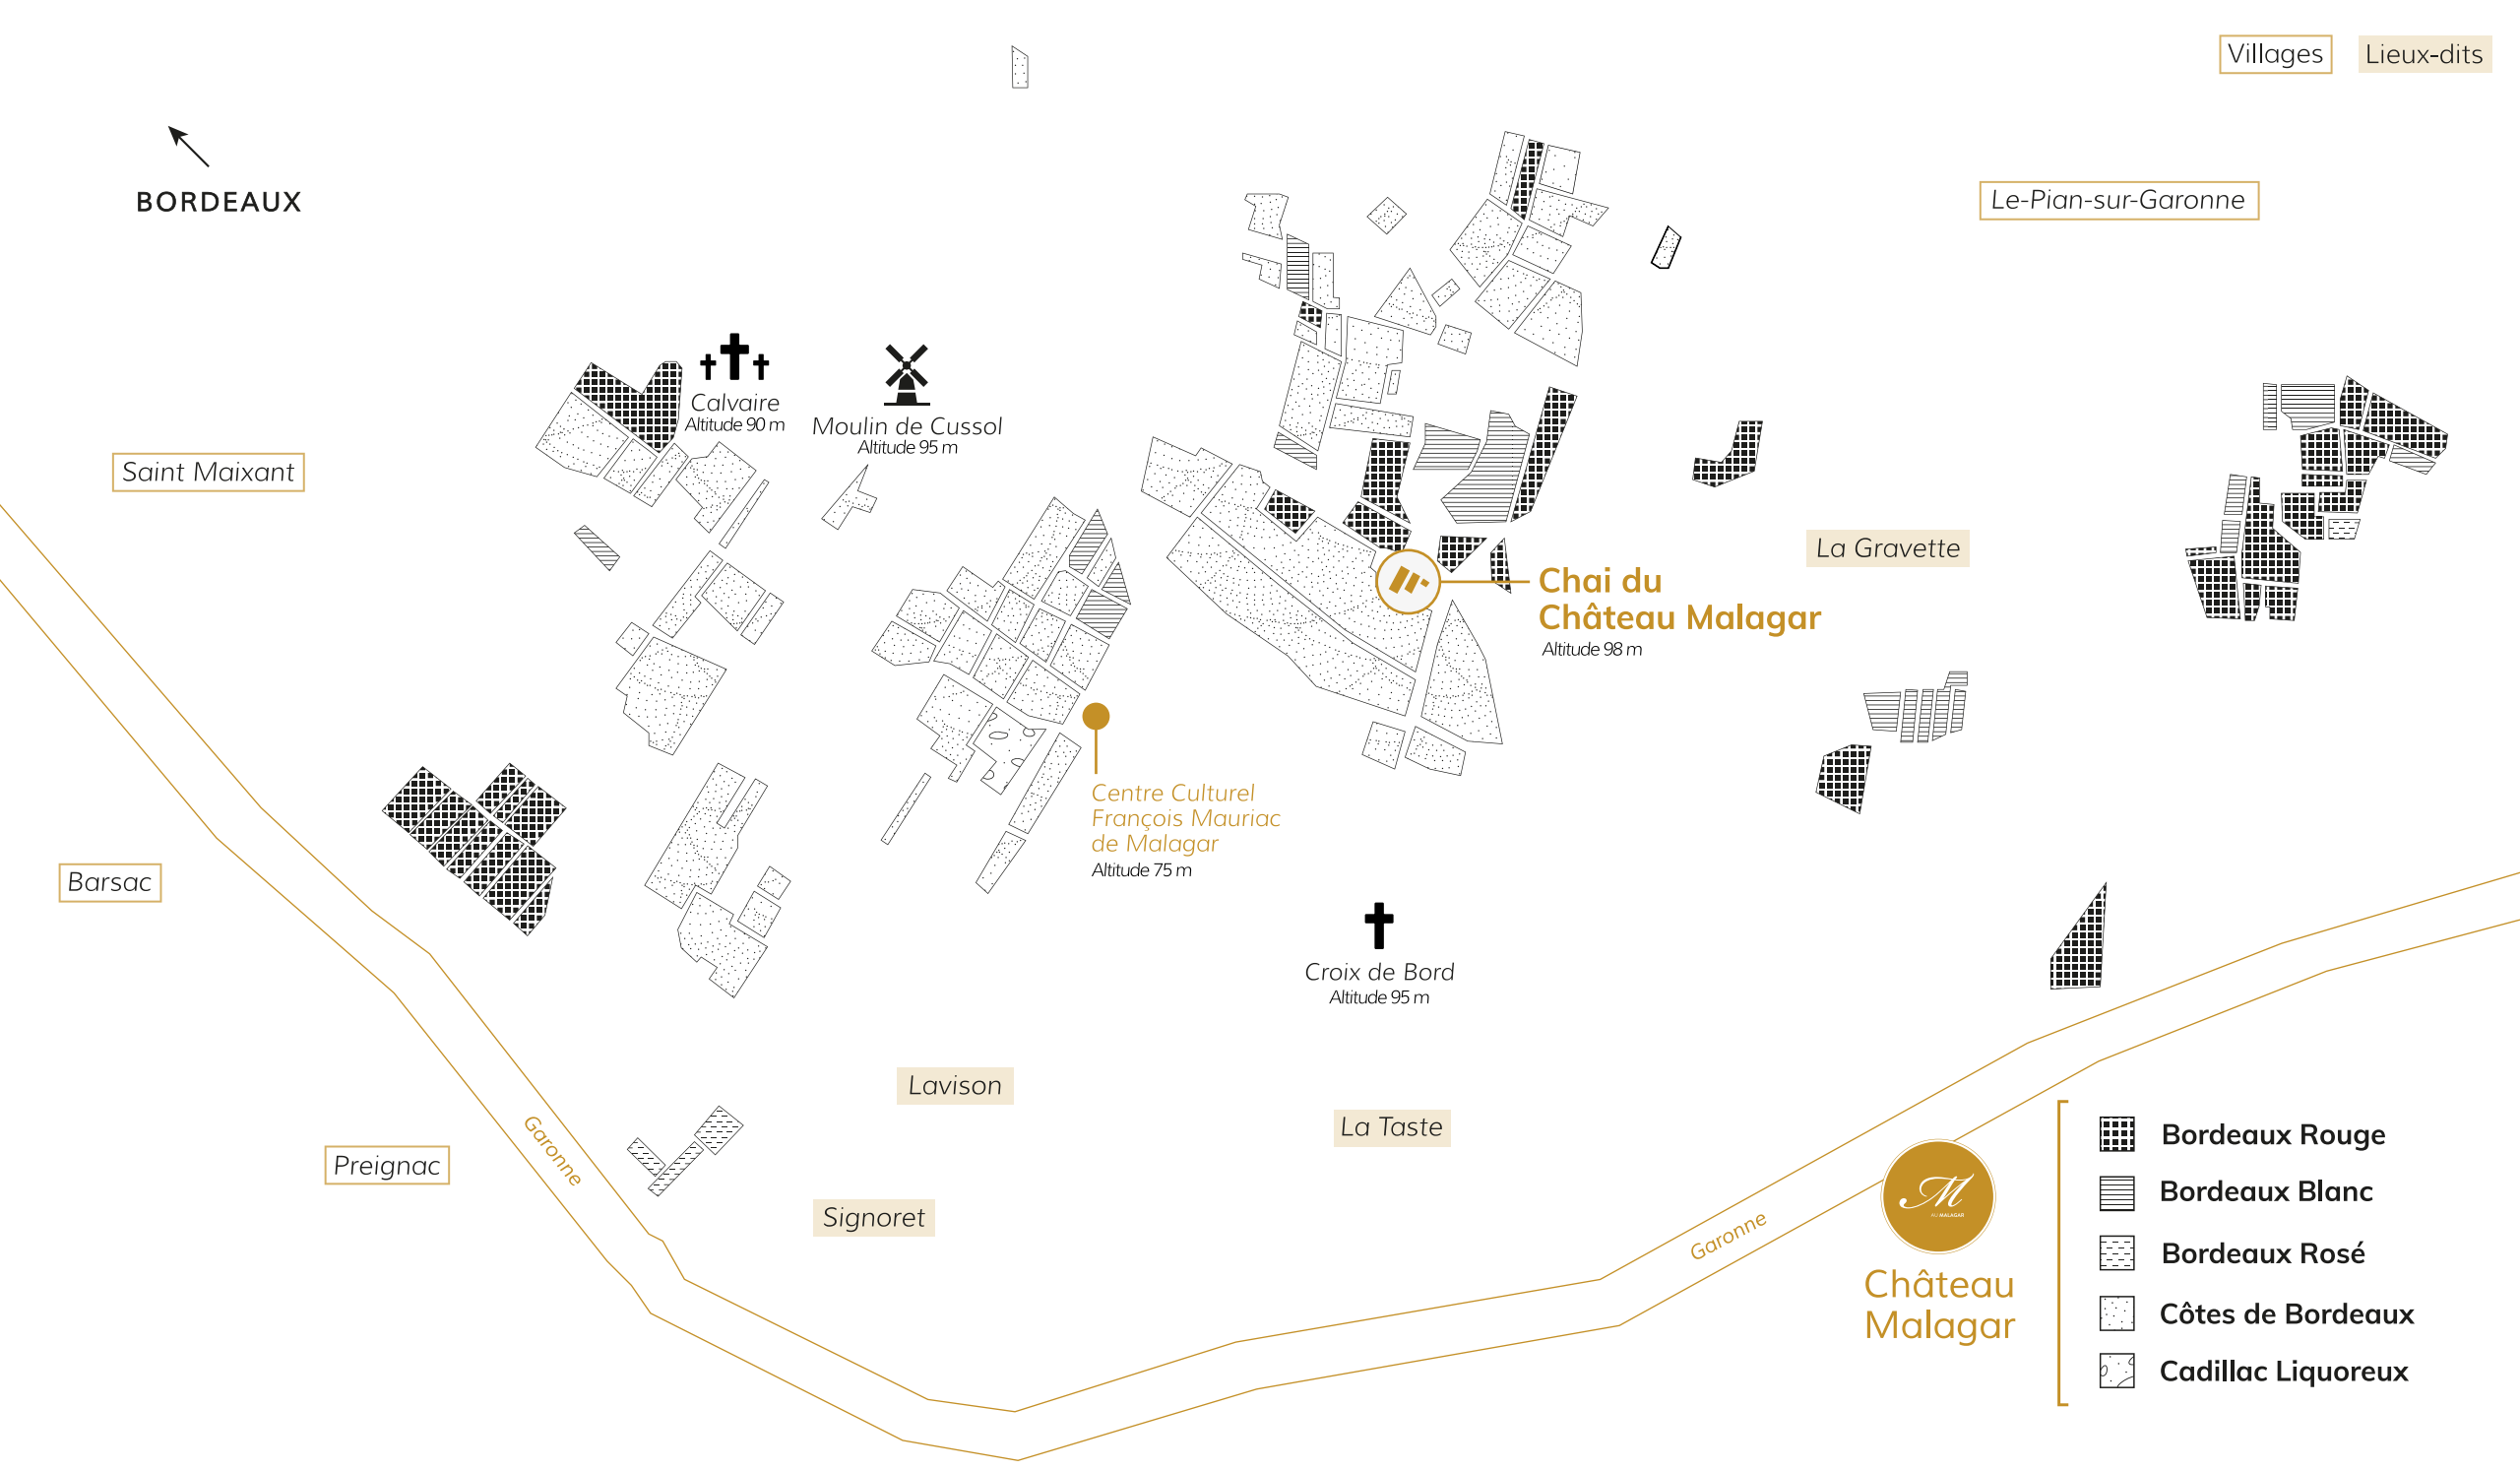 Villages
Lieux-dits
BORDEAUX
Le-Pian-sur-Garonne
Calvaire
Altitude 90 m
Moulin de Cussol
Altitude 95 m
Saint Maixant
La Gravette
Chai du
Château Malagar
Altitude 98 m
Centre Culturel
François Mauriac
de Malagar
Altitude 75 m
Barsac
Croix de Bord
Altitude 95 m
Lavison
La Taste
Garonne
Preignac
Signoret
Garonne
M
MALAGAR
Château
Malagar
Bordeaux Rouge
Bordeaux Blanc
Bordeaux Rosé
Côtes de Bordeaux
Cadillac Liquoreux